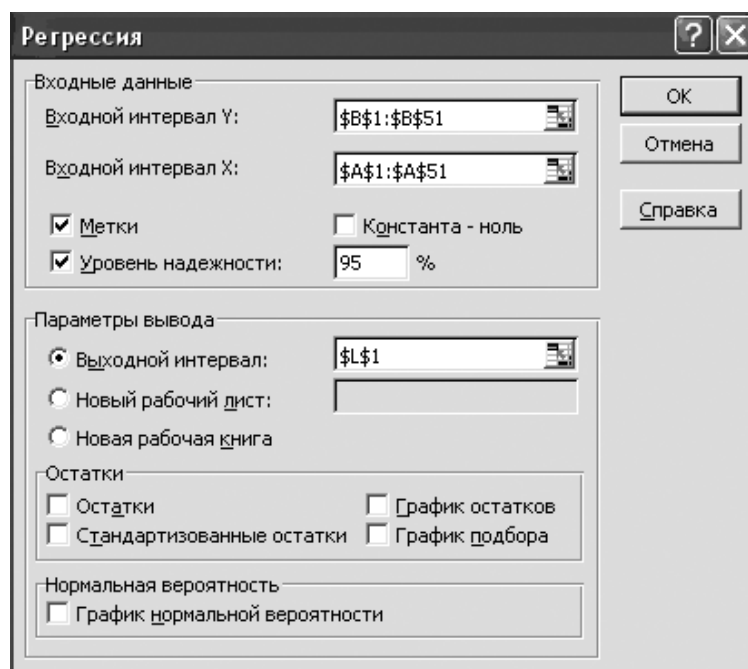 Регрессия
Входные данные
Входной интервал Y: $B$1:$B$51
Входной интервал X: $A$1:$A$51
Метки Константа - ноль
Уровень надежности: 95 %
OK
Отмена
Справка
Параметры вывода
Выходной интервал: $L$1
Новый рабочий лист:
Новая рабочая книга
Остатки
Остатки График остатков
Стандартизованные остатки График подбора
Нормальная вероятность
График нормальной вероятности